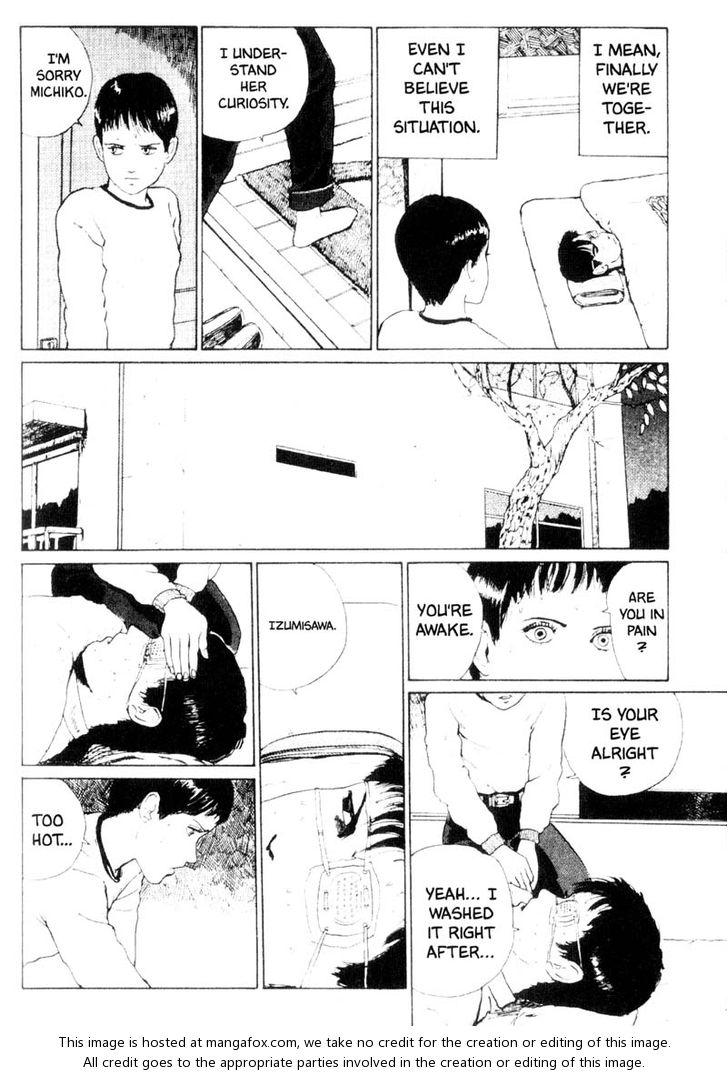 I'M
SORRY
MICHIKO.
I UNDER-
STAND
HER
CURIOSITY.
EVEN I
CAN'T
BELIEVE
THIS
SITUATION.
I MEAN,
FINALLY
WE'RE
TOGE-
THER.
IZUMISAWA.
YOU'RE
AWAKE.
ARE
YOU IN
PAIN
?
TOO
HOT...
IS YOUR
EYE
ALRIGHT
?
YEAH... I
WASHED
IT RIGHT
AFTER...
This image is hosted at mangafox.com, we take no credit for the creation or editing of this image.
All credit goes to the appropriate parties involved in the creation or editing of this image.